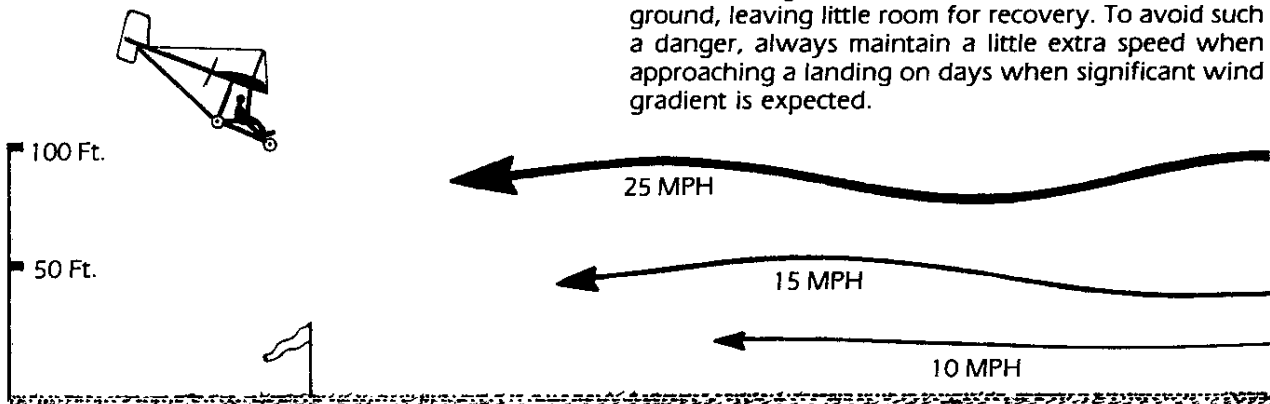 ground, leaving little room for recovery. To avoid such
a danger, always maintain a little extra speed when
approaching a landing on days when significant wind
gradient is expected.
100 Ft.
25 MPH
50 Ft.
15 MPH
10 MPH